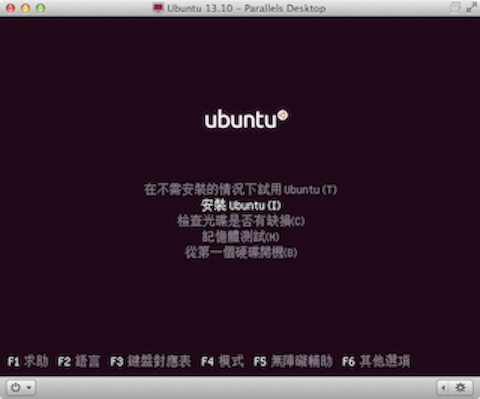 Ubuntu 13.10 – Parallels Desktop
ubuntu
在不需安裝的情況下試用 Ubuntu(T)
安裝 Ubuntu(I)
檢查光碟是否有缺損(C)
記憶體測試(M)
從第一個硬碟開機(B)
F1 求助 F2 語言 F3 鍵盤對應表 F4 模式 F5 無障礙輔助 F6 其他選項